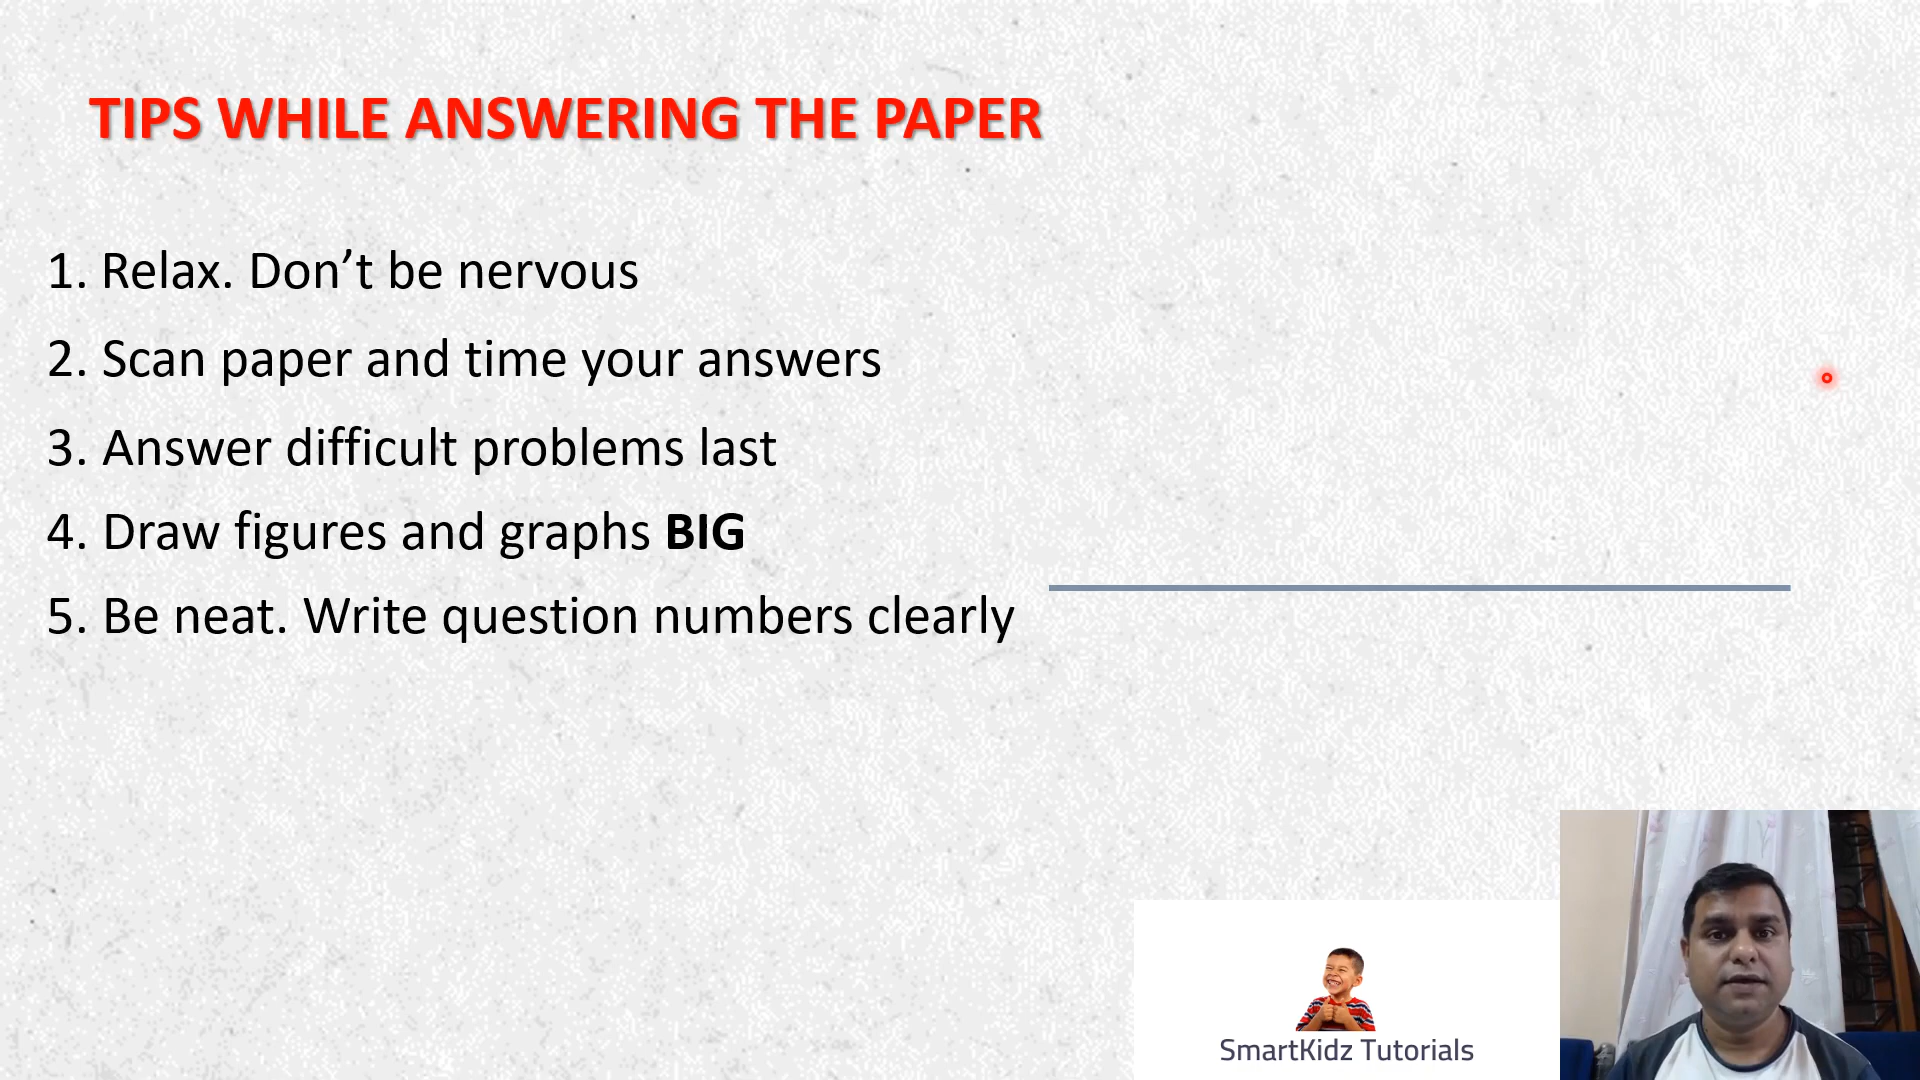 TIPS WHILE ANSWERING THE PAPER
1. Relax. Don’t be nervous
2. Scan paper and time your answers
3. Answer difficult problems last
4. Draw figures and graphs BIG
5. Be neat. Write question numbers clearly
SmartKidz Tutorials